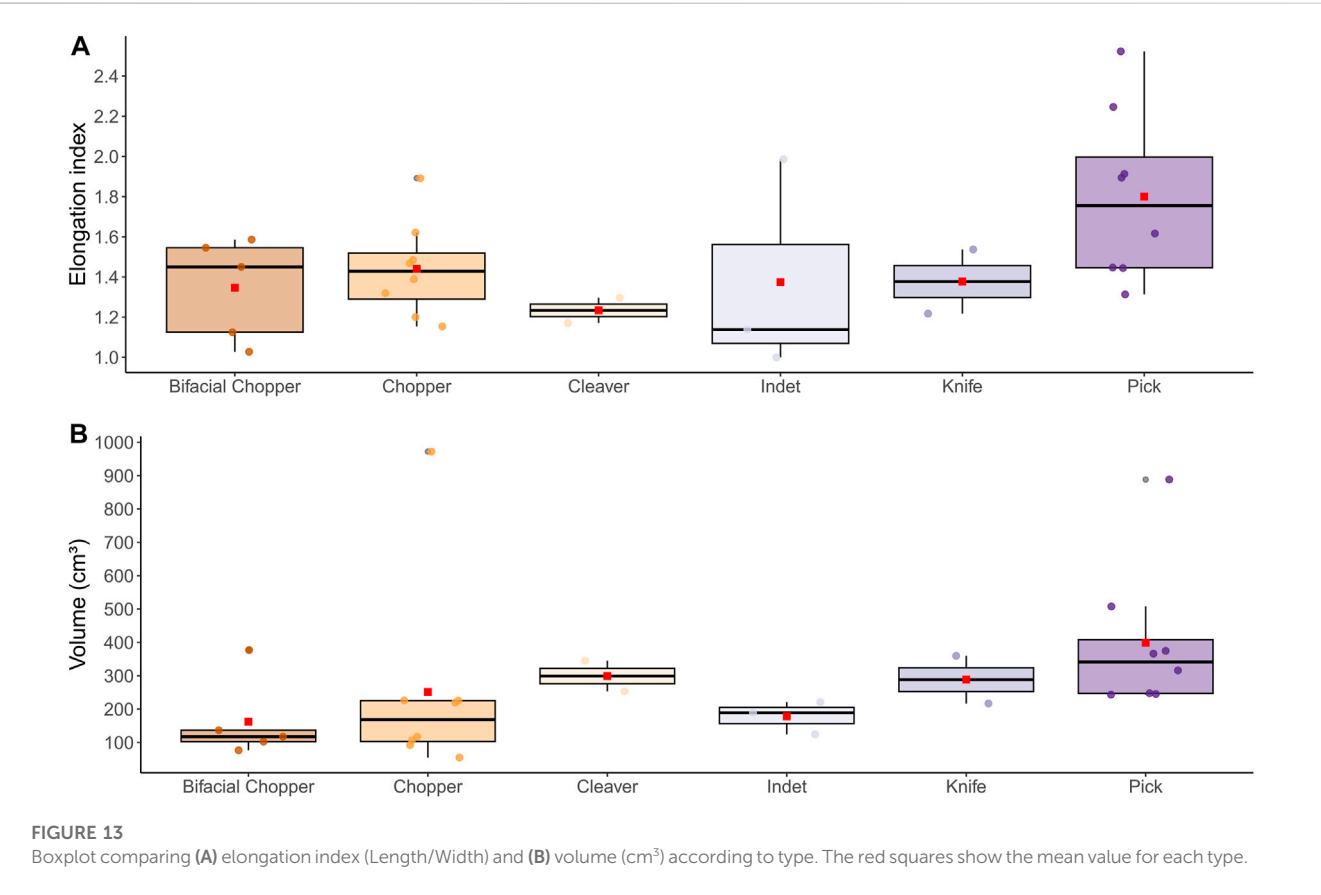 A
Elongation index
2.4
2.2
2.0
1.8
1.6
1.4
1.2
1.0
Bifacial Chopper Chopper Cleaver Indet Knife Pick
B
Volume (cm³)
1000
900
800
700
600
500
400
300
200
100
Bifacial Chopper Chopper Cleaver Indet Knife Pick
FIGURE 13
Boxplot comparing (A) elongation index (Length/Width) and (B) volume (cm³) according to type. The red squares show the mean value for each type.